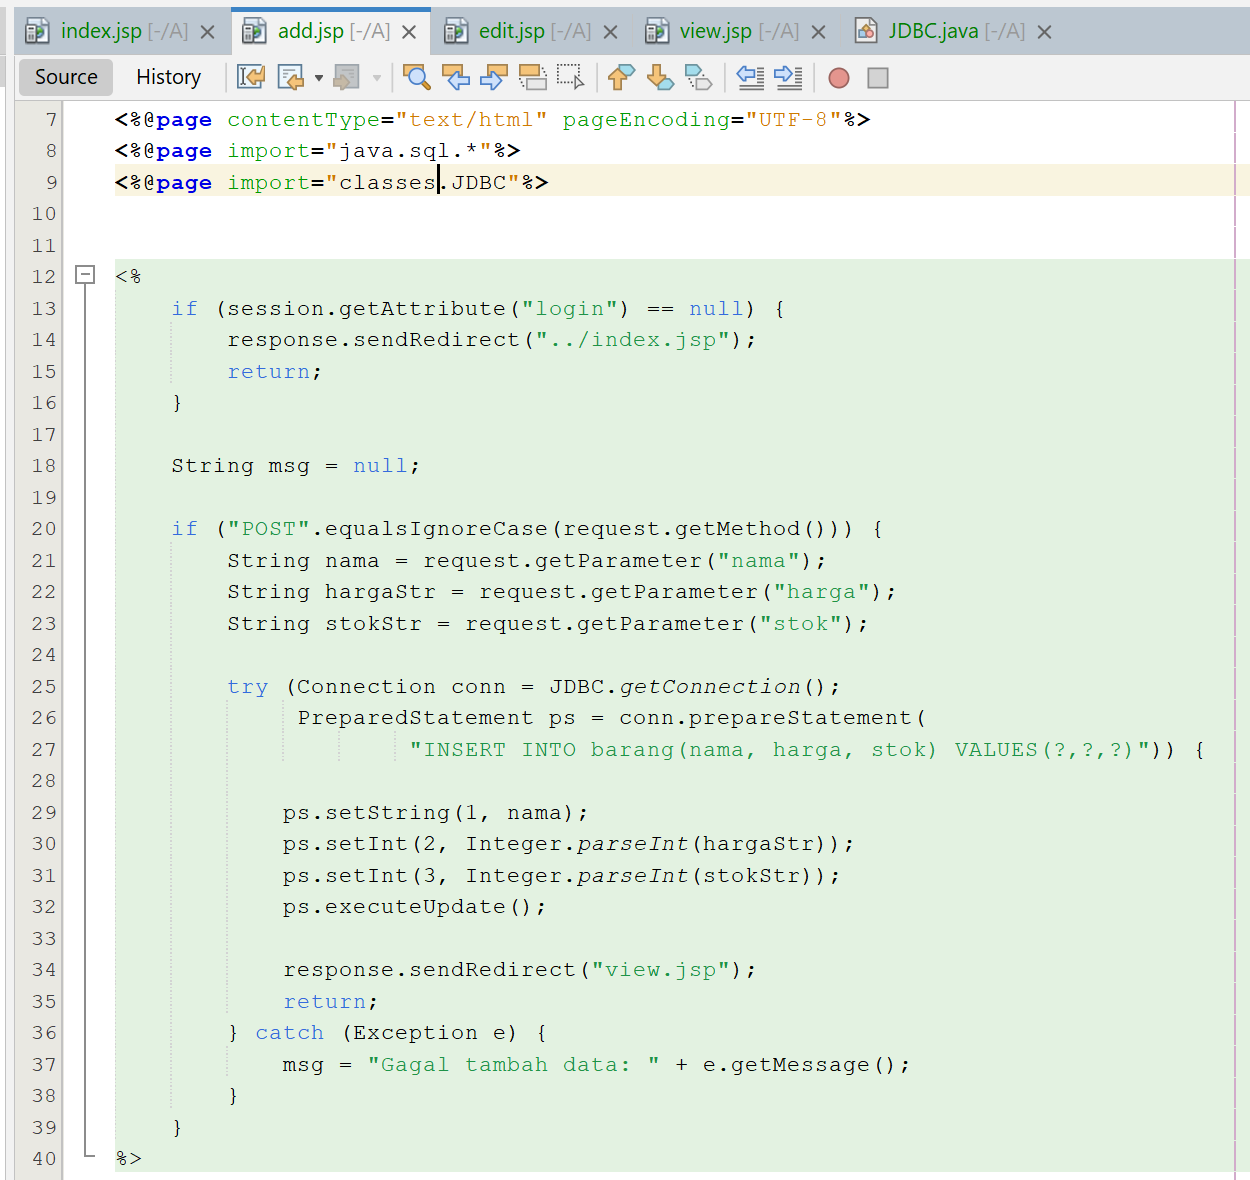 index.jsp [-/A] add.jsp [-/A] edit.jsp [-/A] view.jsp [-/A] JDBC.java [-/A]
Source History
7 <%@page contentType="text/html" pageEncoding="UTF-8"%>
8 <%@page import="java.sql.*"%>
9 <%@page import="classes.JDBC"%>
10
11
12 <%
13 if (session.getAttribute("login") == null) {
14 response.sendRedirect("../index.jsp");
15 return;
16 }
17
18 String msg = null;
19
20 if ("POST".equalsIgnoreCase(request.getMethod())) {
21 String nama = request.getParameter("nama");
22 String hargaStr = request.getParameter("harga");
23 String stokStr = request.getParameter("stok");
24
25 try (Connection conn = JDBC.getConnection();
26 PreparedStatement ps = conn.prepareStatement(
27 "INSERT INTO barang(nama, harga, stok) VALUES(?,?,?)")) {
28
29 ps.setString(1, nama);
30 ps.setInt(2, Integer.parseInt(hargaStr));
31 ps.setInt(3, Integer.parseInt(stokStr));
32 ps.executeUpdate();
33
34 response.sendRedirect("view.jsp");
35 return;
36 } catch (Exception e) {
37 msg = "Gagal tambah data: " + e.getMessage();
38 }
39 }
40 %>